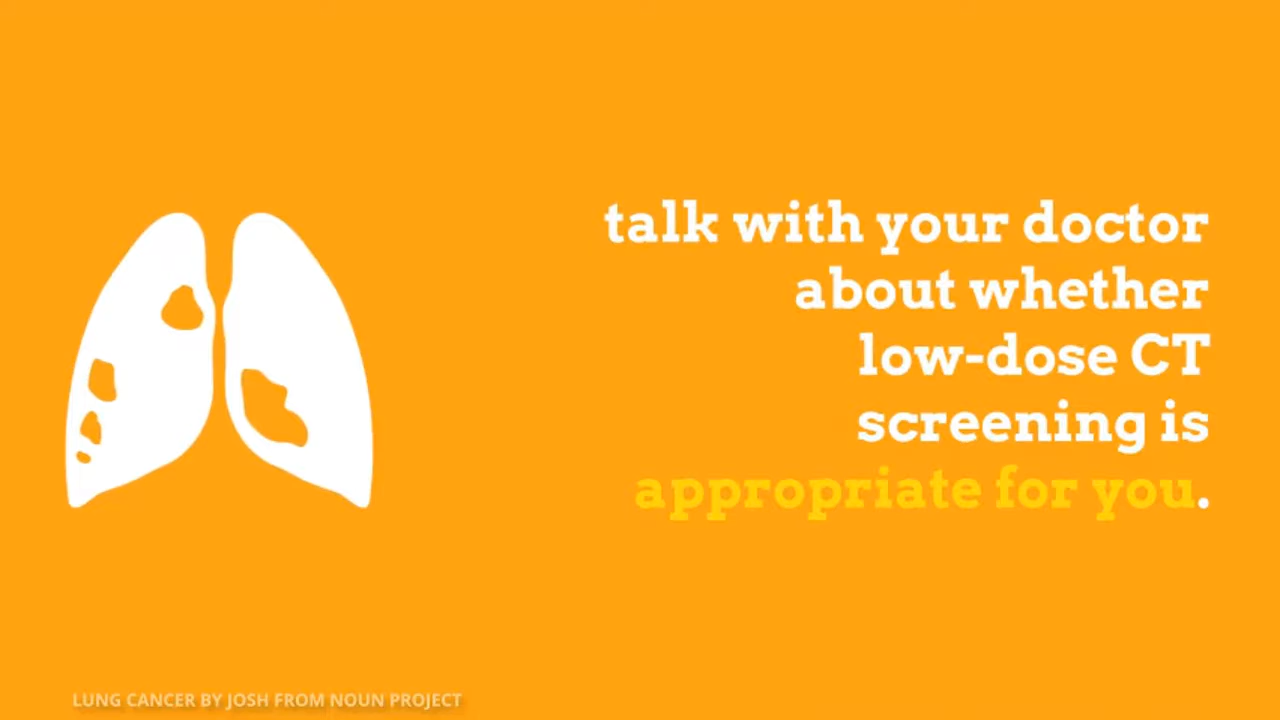 talk with your doctor
about whether
low-dose CT
screening is
appropriate for you.
LUNG CANCER BY JOSH FROM NOUN PROJECT